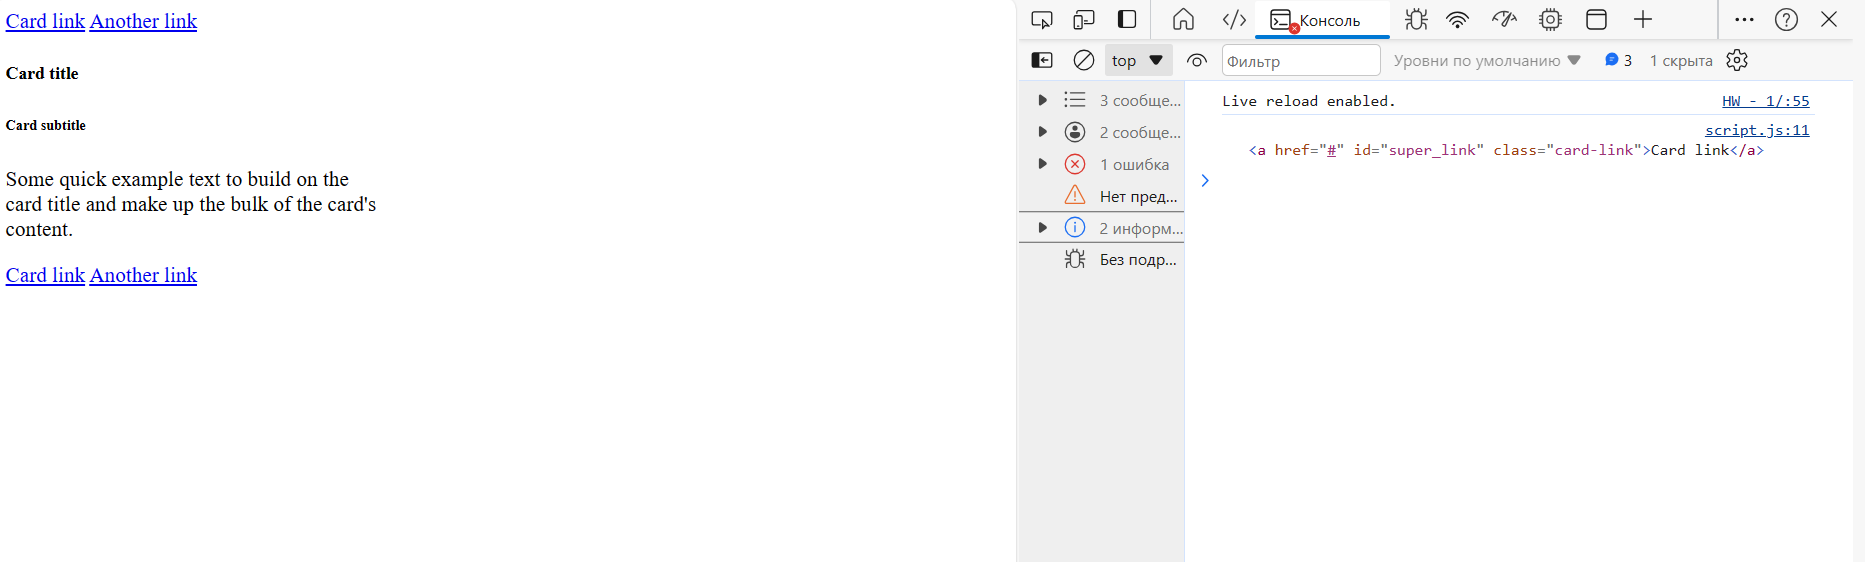 Card link Another link
Card title
Card subtitle
Some quick example text to build on the
card title and make up the bulk of the card's
content.
Card link Another link
Консоль
top
Фильтр
Уровни по умолчанию
3
1 скрыта
3 сообще...
2 сообще...
1 ошибка
Нет пред...
2 информ...
Без подр...
Live reload enabled.
HW - 1/:55
script.js:11
<a href="#" id="super_link" class="card-link">Card link</a>